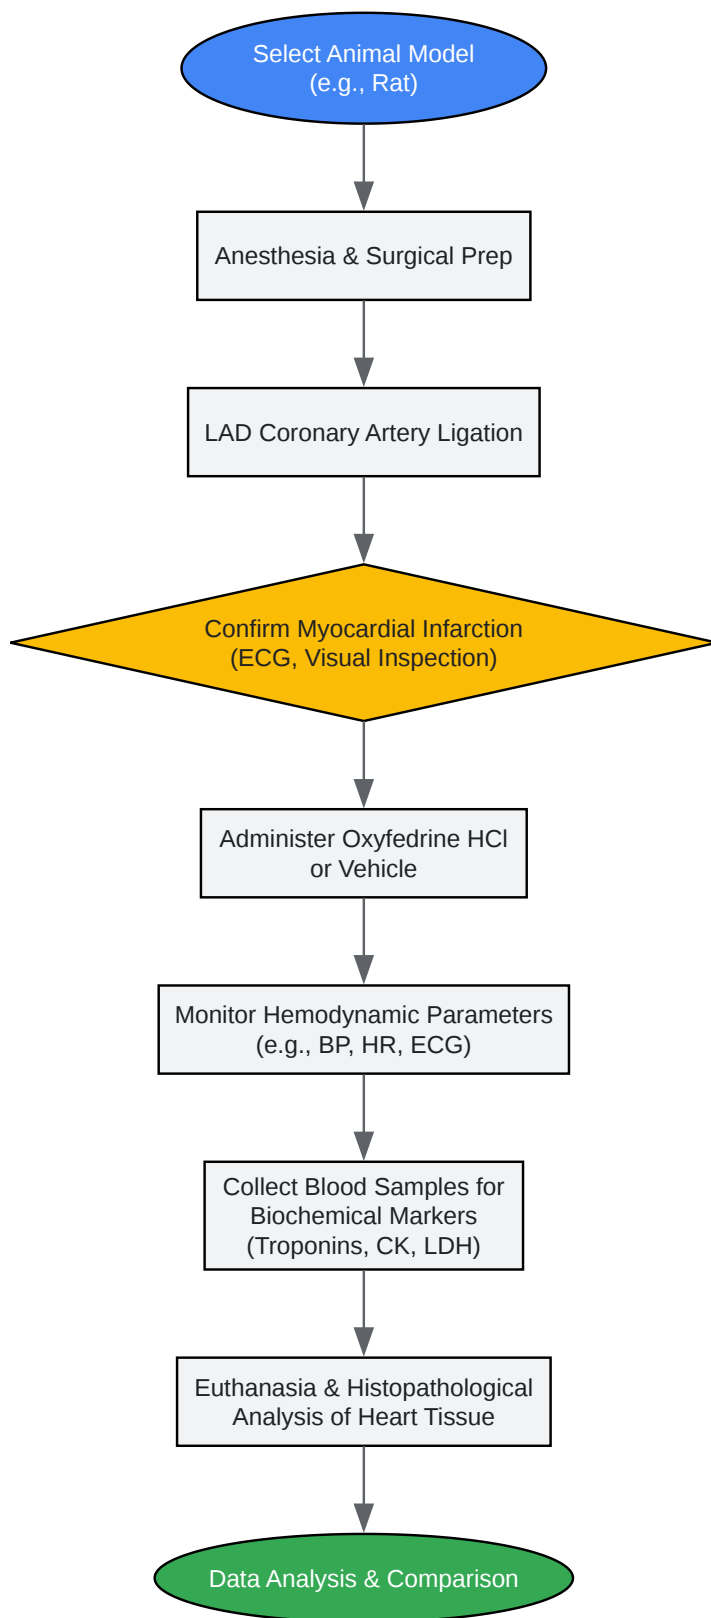 Select Animal Model
(e.g., Rat)
Anesthesia & Surgical Prep
LAD Coronary Artery Ligation
Confirm Myocardial Infarction
(ECG, Visual Inspection)
Administer Oxyfedrine HCl
or Vehicle
Monitor Hemodynamic Parameters
(e.g., BP, HR, ECG)
Collect Blood Samples for
Biochemical Markers
(Troponins, CK, LDH)
Euthanasia & Histopathological
Analysis of Heart Tissue
Data Analysis & Comparison